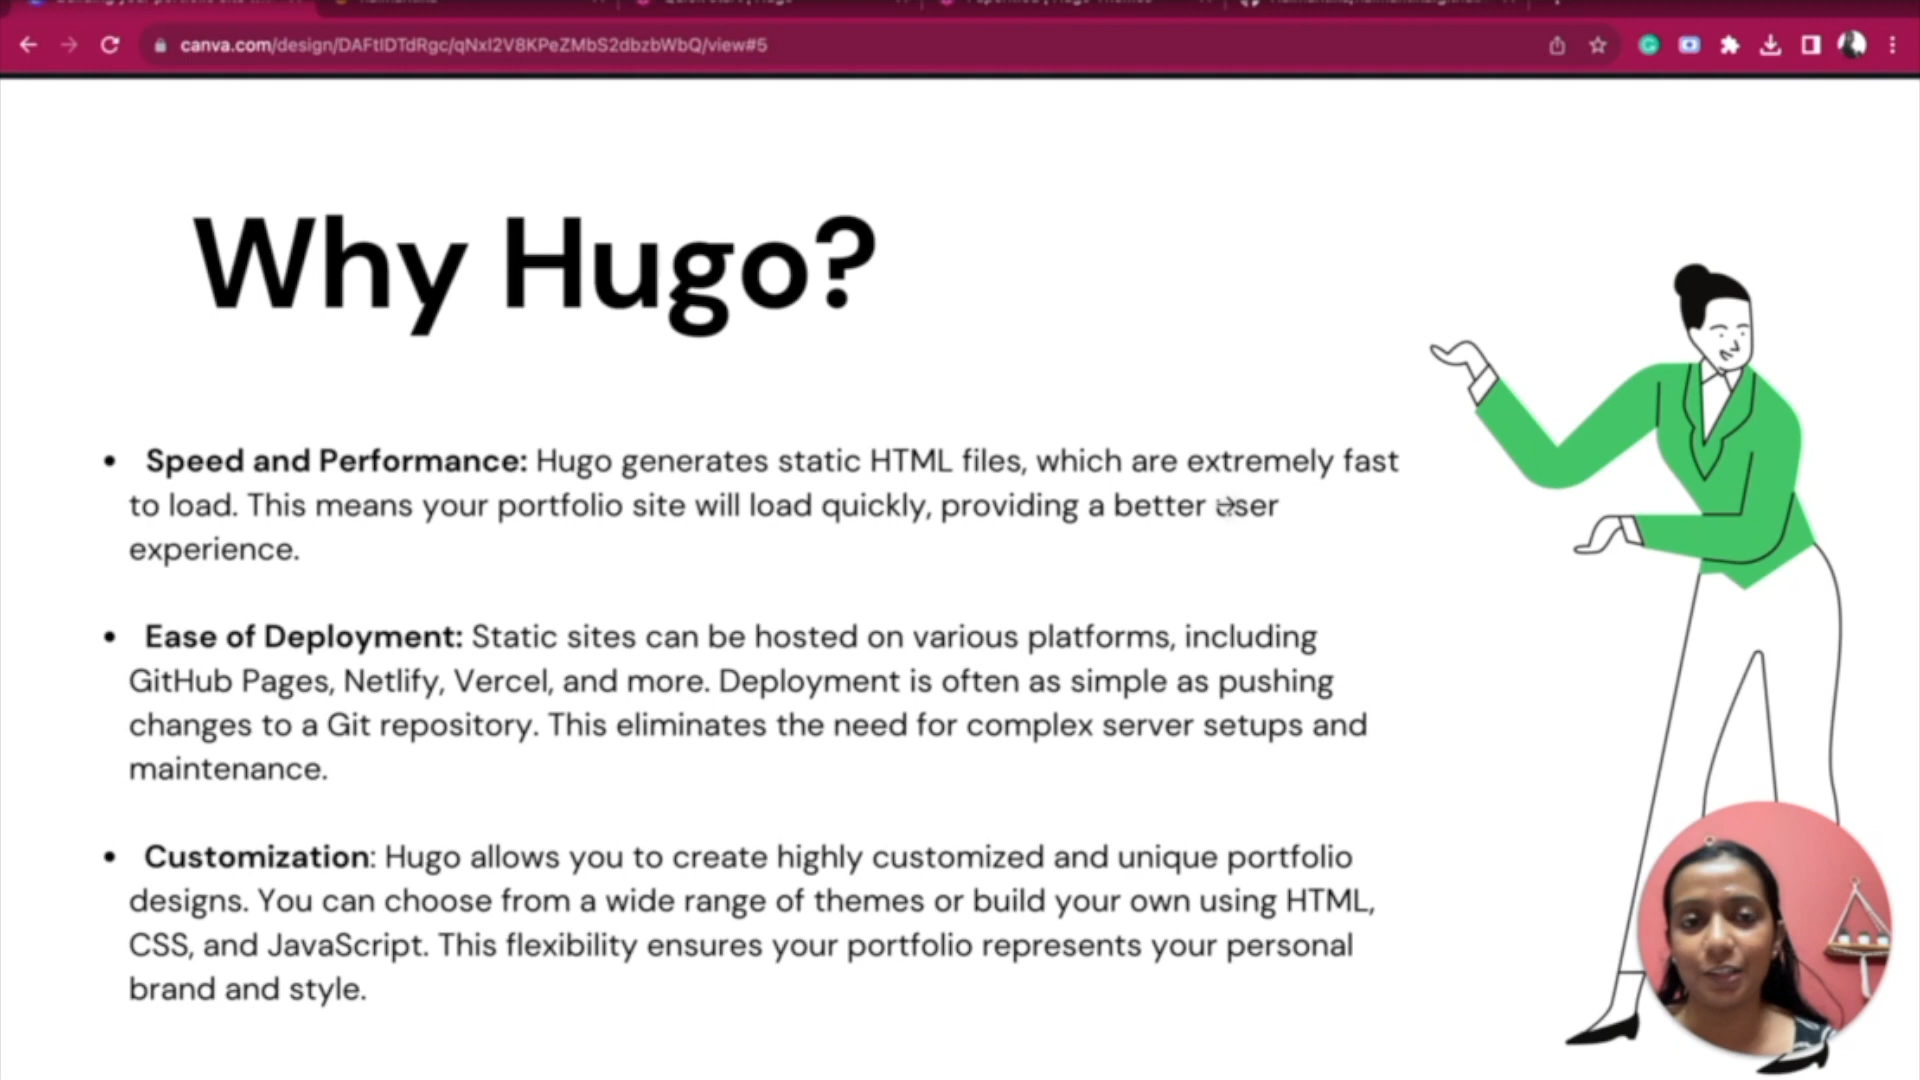 canva.com/design/DAFtIDTdRgc/qNxI2V8KPeZMbS2dbzbWbQ/view#5
Why Hugo?
• Speed and Performance: Hugo generates static HTML files, which are extremely fast
to load. This means your portfolio site will load quickly, providing a better user
experience.
• Ease of Deployment: Static sites can be hosted on various platforms, including
GitHub Pages, Netlify, Vercel, and more. Deployment is often as simple as pushing
changes to a Git repository. This eliminates the need for complex server setups and
maintenance.
• Customization: Hugo allows you to create highly customized and unique portfolio
designs. You can choose from a wide range of themes or build your own using HTML,
CSS, and JavaScript. This flexibility ensures your portfolio represents your personal
brand and style.